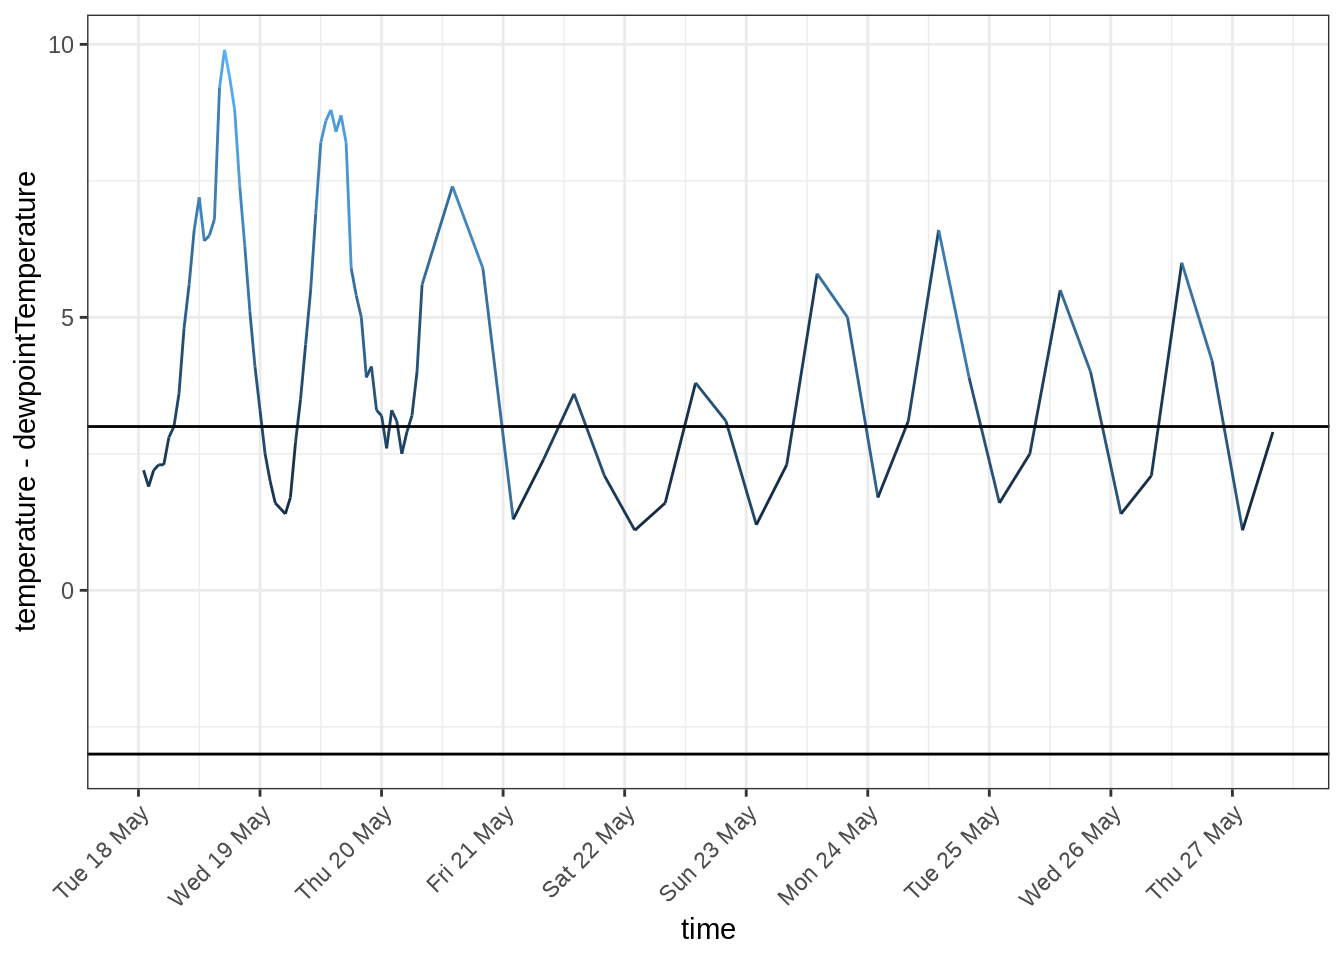 temperature - dewpointTemperature
10
5
0
Tue 18 May
Wed 19 May
Thu 20 May
Fri 21 May
Sat 22 May
Sun 23 May
Mon 24 May
Tue 25 May
Wed 26 May
Thu 27 May
time